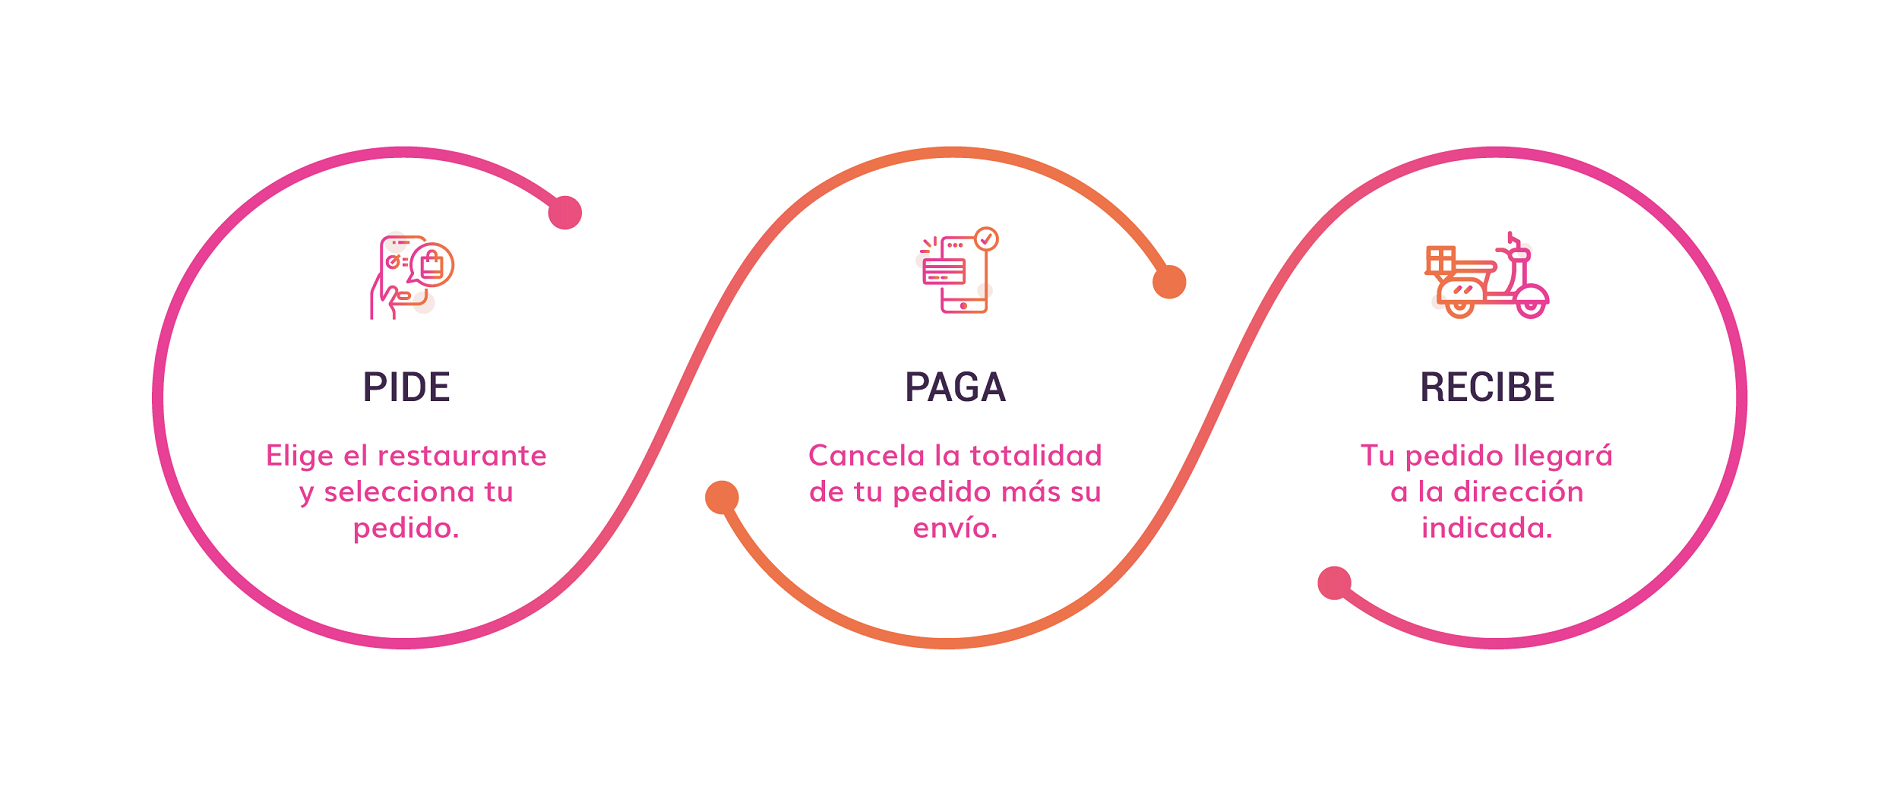 PIDE
Elige el restaurante
y selecciona tu
pedido.
PAGA
Cancela la totalidad
de tu pedido más su
envío.
RECIBE
Tu pedido llegará
a la dirección
indicada.